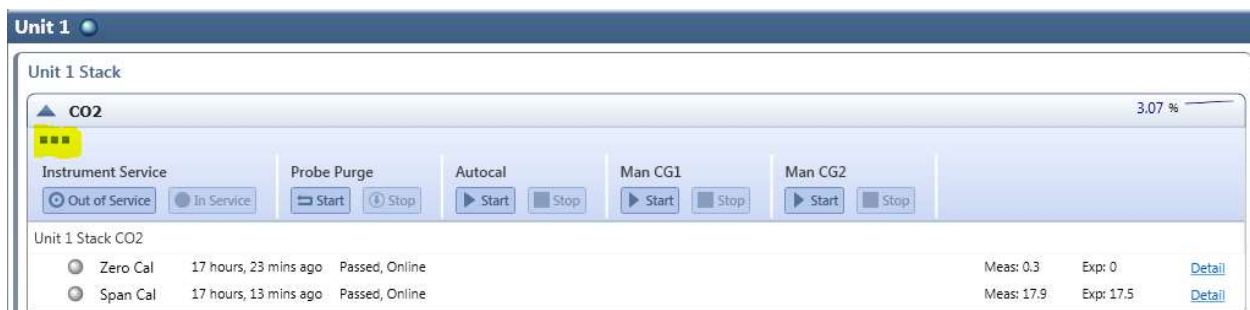 Unit 1
Unit 1 Stack
CO2 3.07 %
Instrument Service Probe Purge Autocal Man CG1 Man CG2
Out of Service In Service Start Stop Start Stop Start Stop Start Stop
Unit 1 Stack CO2
Zero Cal 17 hours, 23 mins ago Passed, Online Meas: 0.3 Exp: 0 Detail
Span Cal 17 hours, 13 mins ago Passed, Online Meas: 17.9 Exp: 17.5 Detail